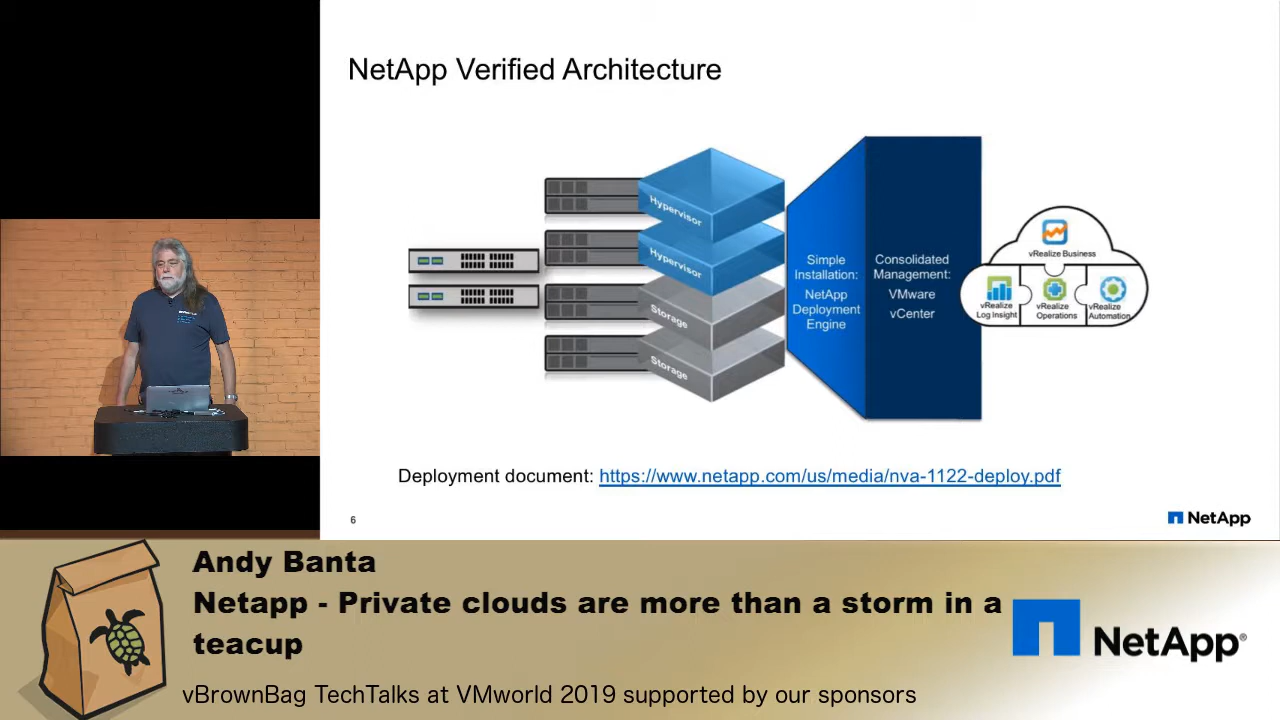 NetApp Verified Architecture
Hypervisor
Hypervisor
Storage
Storage
Simple
Installation:
NetApp
Deployment
Engine
Consolidated
Management:
VMware
vCenter
vRealize Business
vRealize
Log Insight
vRealize
Operations
vRealize
Automation
Deployment document: https://www.netapp.com/us/media/nva-1122-deploy.pdf
6
NetApp
Andy Banta
Netapp - Private clouds are more than a storm in a
teacup
NetApp®
vBrownBag TechTalks at VMworld 2019 supported by our sponsors